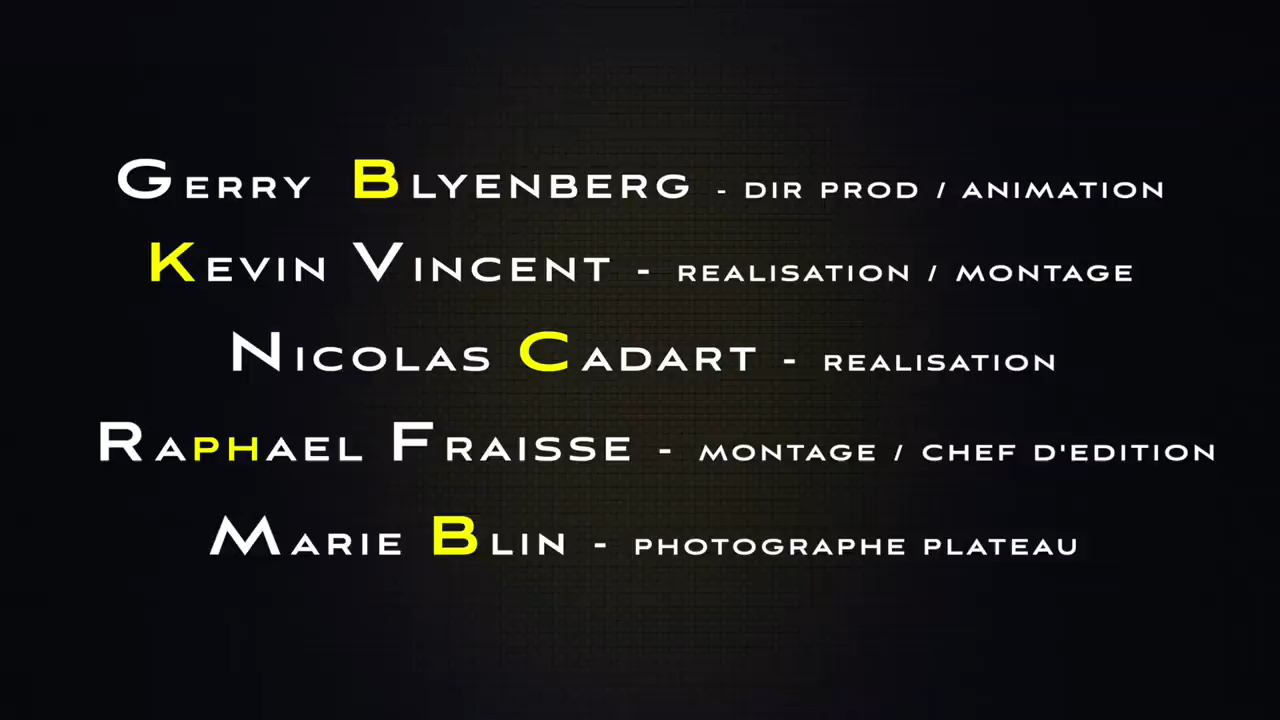 GERRY BLYENBERG - DIR PROD / ANIMATION
KEVIN VINCENT - REALISATION / MONTAGE
NICOLAS CADART - REALISATION
RAPHAEL FRAISSE - MONTAGE / CHEF D'EDITION
MARIE BLIN - PHOTOGRAPHE PLATEAU